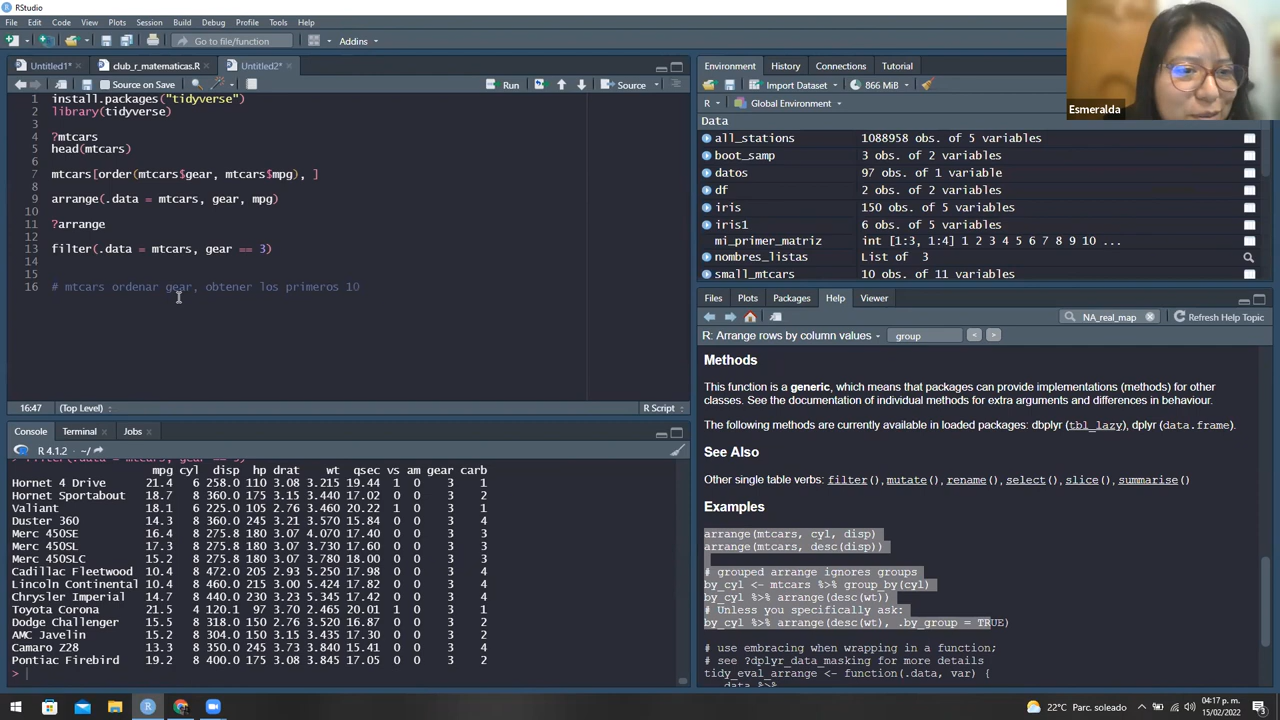 RStudio
File Edit Code View Plots Session Build Debug Profile Tools Help
Go to file/function Addins
Untitled1* club_r_matematicas.R Untitled2*
Source on Save Run Source
1 install.packages("tidyverse")
2 library(tidyverse)
3
4 ?mtcars
5 head(mtcars)
6
7 mtcars[order(mtcars$gear, mtcars$mpg), ]
8
9 arrange(.data = mtcars, gear, mpg)
10
11 ?arrange
12
13 filter(.data = mtcars, gear == 3)
14
15
16 # mtcars ordenar gear, obtener los primeros 10
16:47 (Top Level) R Script
Console Terminal Jobs
R 4.1.2 · ~/
mpg cyl disp hp drat wt qsec vs am gear carb
Hornet 4 Drive 21.4 6 258.0 110 3.08 3.215 19.44 1 0 3 1
Hornet Sportabout 18.7 8 360.0 175 3.15 3.440 17.02 0 0 3 2
Valiant 18.1 6 225.0 105 2.76 3.460 20.22 1 0 3 1
Duster 360 14.3 8 360.0 245 3.21 3.570 15.84 0 0 3 4
Merc 450SE 16.4 8 275.8 180 3.07 4.070 17.40 0 0 3 3
Merc 450SL 17.3 8 275.8 180 3.07 3.730 17.60 0 0 3 3
Merc 450SLC 15.2 8 275.8 180 3.07 3.780 18.00 0 0 3 3
Cadillac Fleetwood 10.4 8 472.0 205 2.93 5.250 17.98 0 0 3 4
Lincoln Continental 10.4 8 460.0 215 3.00 5.424 17.82 0 0 3 4
Chrysler Imperial 14.7 8 440.0 230 3.23 5.345 17.42 0 0 3 4
Toyota Corona 21.5 4 120.1 97 3.70 2.465 20.01 1 0 3 1
Dodge Challenger 15.5 8 318.0 150 2.76 3.520 16.87 0 0 3 2
AMC Javelin 15.2 8 304.0 150 3.15 3.435 17.30 0 0 3 2
Camaro Z28 13.3 8 350.0 245 3.73 3.840 15.41 0 0 3 4
Pontiac Firebird 19.2 8 400.0 175 3.08 3.845 17.05 0 0 3 2
>
Environment History Connections Tutorial
Import Dataset 866 MiB
R Global Environment
Data
all_stations 1088958 obs. of 5 variables
boot_samp 3 obs. of 2 variables
datos 97 obs. of 1 variable
df 2 obs. of 2 variables
iris 150 obs. of 5 variables
iris1 6 obs. of 5 variables
mi_primer_matriz int [1:3, 1:4] 1 2 3 4 5 6 7 8 9 10 ...
nombres_listas List of 3
small_mtcars 10 obs. of 11 variables
Esmeralda
Files Plots Packages Help Viewer
NA_real_map Refresh Help Topic
R: Arrange rows by column values group
Methods
This function is a generic, which means that packages can provide implementations (methods) for other
classes. See the documentation of individual methods for extra arguments and differences in behaviour.
The following methods are currently available in loaded packages: dbplyr (tbl_lazy), dplyr (data.frame).
See Also
Other single table verbs: filter(), mutate(), rename(), select(), slice(), summarise()
Examples
arrange(mtcars, cyl, disp)
arrange(mtcars, desc(disp))
# grouped arrange ignores groups
by_cyl <- mtcars %>% group_by(cyl)
by_cyl %>% arrange(desc(wt))
# Unless you specifically ask:
by_cyl %>% arrange(desc(wt), .by_group = TRUE)
# use embracing when wrapping in a function;
# see ?dplyr_data_masking for more details
tidy_eval_arrange <- function(.data, var) {
.data %>%
22°C Parc. soleado
04:17 p. m.
15/02/2022